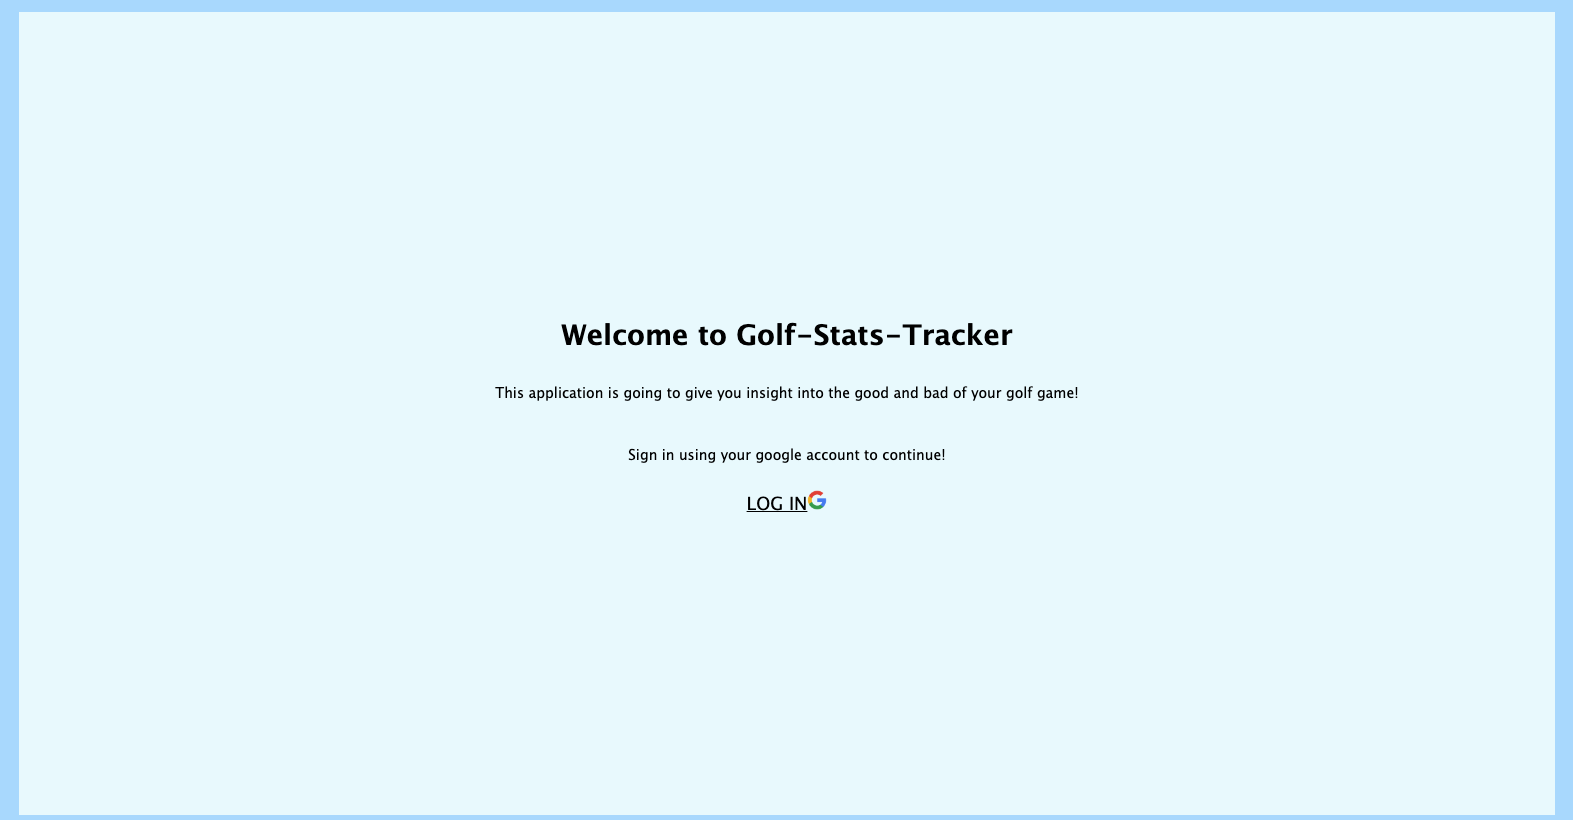 Welcome to Golf-Stats-Tracker
This application is going to give you insight into the good and bad of your golf game!
Sign in using your google account to continue!
LOG IN